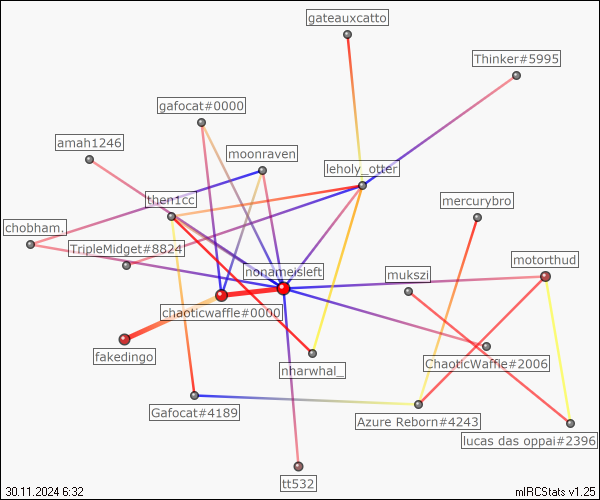 gateauxcatto
Thinker#5995
gafocat#0000
amah1246
moonraven
leholy_otter
then1cc
mercurybro
chobham.
TripleMidget#8824
nonameisleft
mukszi
motorthud
chaoticwaffle#0000
fakedingo
nharwhal_
ChaoticWaffle#2006
Gafocat#4189
Azure Reborn#4243
lucas das oppai#2396
tt532
30.11.2024 6:32
mIRCStats v1.25